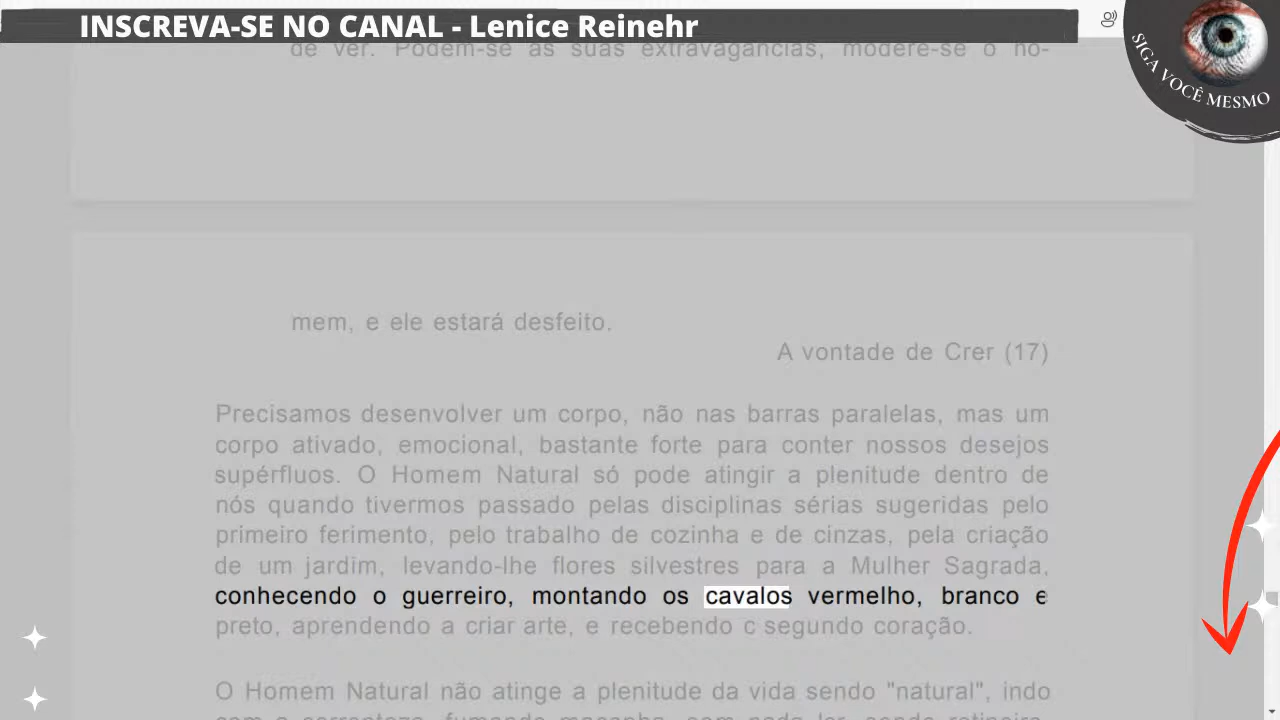 INSCREVA-SE NO CANAL - Lenice Reinehr
SIGA VOCÊ MESMO
de ver. Podem-se as suas extravagâncias, modere-se o ho-
mem, e ele estará desfeito.
A vontade de Crer (17)
Precisamos desenvolver um corpo, não nas barras paralelas, mas um
corpo ativado, emocional, bastante forte para conter nossos desejos
supérfluos. O Homem Natural só pode atingir a plenitude dentro de
nós quando tivermos passado pelas disciplinas sérias sugeridas pelo
primeiro ferimento, pelo trabalho de cozinha e de cinzas, pela criação
de um jardim, levando-lhe flores silvestres para a Mulher Sagrada,
conhecendo o guerreiro, montando os cavalos vermelho, branco e
preto, aprendendo a criar arte, e recebendo c segundo coração.
O Homem Natural não atinge a plenitude da vida sendo "natural", indo